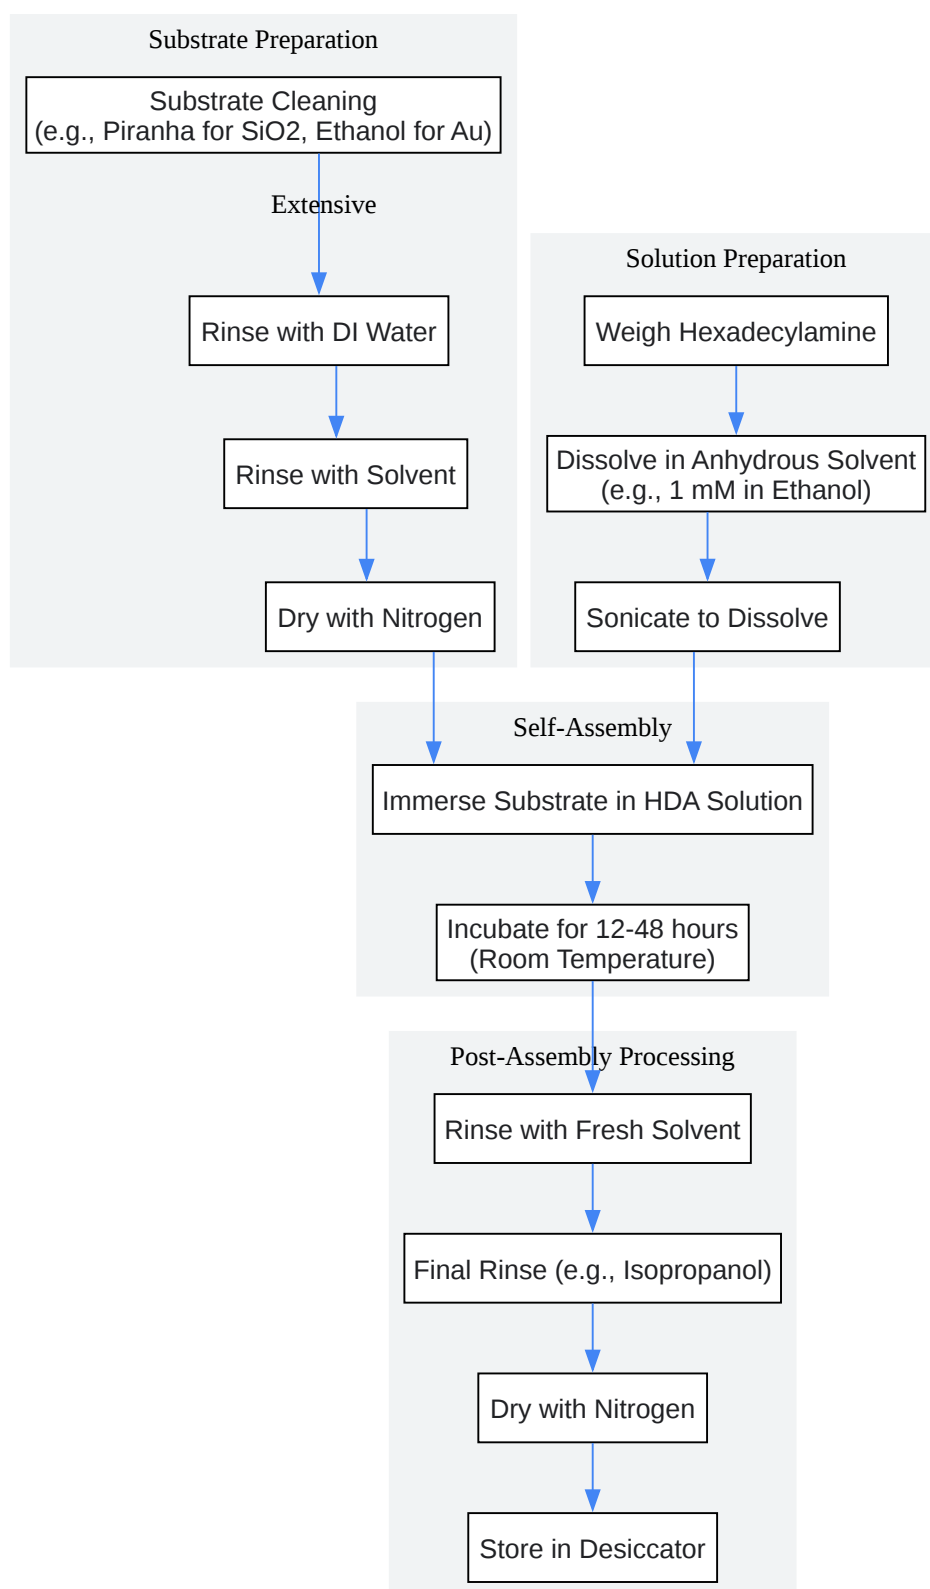 Substrate Preparation
Substrate Cleaning
(e.g., Piranha for SiO2, Ethanol for Au)
Extensive
Rinse with DI Water
Rinse with Solvent
Dry with Nitrogen
Solution Preparation
Weigh Hexadecylamine
Dissolve in Anhydrous Solvent
(e.g., 1 mM in Ethanol)
Sonicate to Dissolve
Self-Assembly
Immerse Substrate in HDA Solution
Incubate for 12-48 hours
(Room Temperature)
Post-Assembly Processing
Rinse with Fresh Solvent
Final Rinse (e.g., Isopropanol)
Dry with Nitrogen
Store in Desiccator